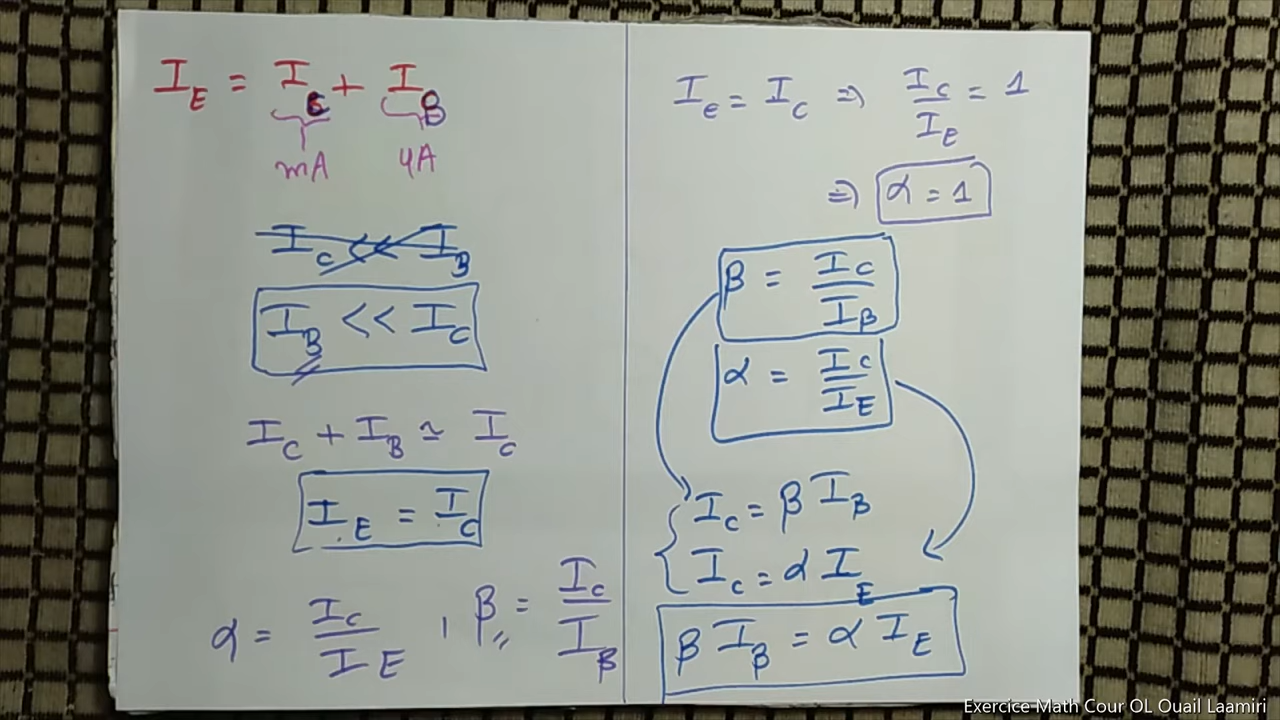 I_E = I_C + I_B
mA µA
I_C << I_B
I_B << I_C
I_C + I_B ≃ I_C
I_E = I_C
α = I_C / I_E , β = I_C / I_B
I_E = I_C ⇒ I_C / I_E = 1
⇒ α = 1
β = I_C / I_B
α = I_C / I_E
I_C = β I_B
I_C = α I_E
β I_B = α I_E
Exercice Math Cour OL Ouail Laamiri